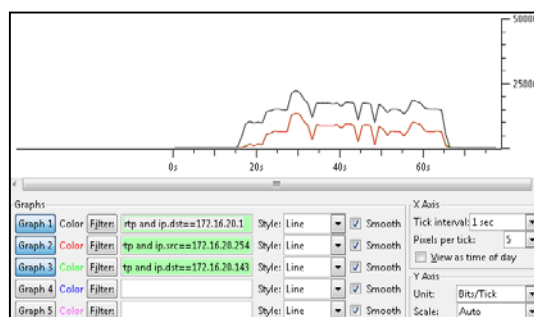 50000
25000
0s 20s 40s 60s
Graphs
X Axis
Graph 1 Color Filter: rtp and ip.dst==172.16.20.1 Style: Line Smooth
Tick interval: 1 sec
Graph 2 Color Filter: tp and ip.src==172.16.20.254 Style: Line Smooth
Pixels per tick: 5
Graph 3 Color Filter: tp and ip.dst==172.16.20.143 Style: Line Smooth
View as time of day
Graph 4 Color Filter: Style: Line Smooth
Y Axis
Unit: Bits/Tick
Graph 5 Color Filter: Style: Line Smooth
Scale: Auto